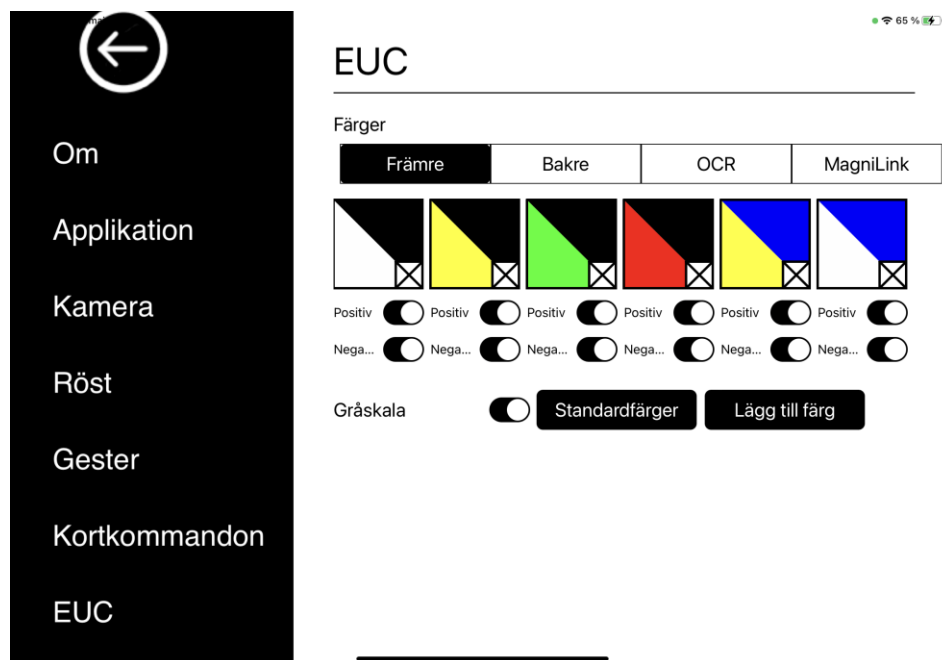 65 %
EUC
Färger
Främre Bakre OCR MagniLink
Positiv Positiv Positiv Positiv Positiv Positiv
Nega... Nega... Nega... Nega... Nega... Nega...
Gråskala Standardfärger Lägg till färg
Om
Applikation
Kamera
Röst
Gester
Kortkommandon
EUC